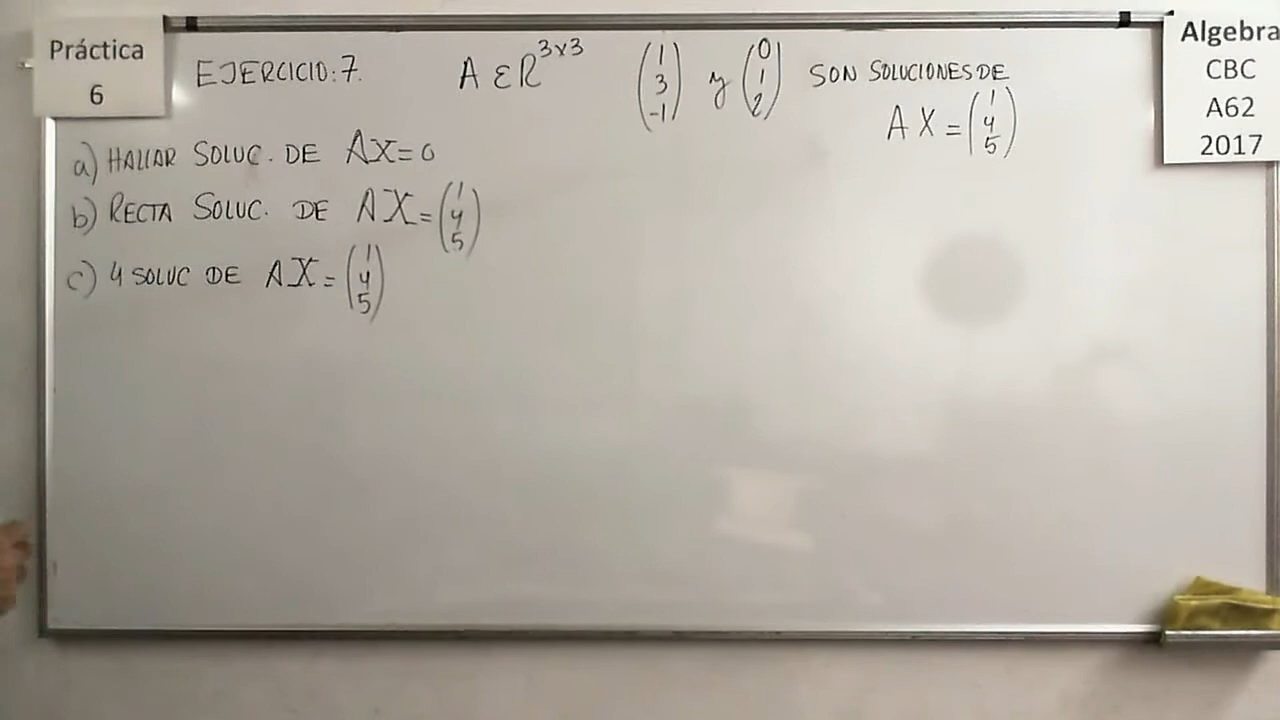 Práctica
6
EJERCICIO: 7. A ε ℝ^{3x3} (1 3 -1) y (0 1 2) SON SOLUCIONES DE
AX = (1 4 5)
a) HALLAR SOLUC. DE AX = 0
b) RECTA SOLUC. DE AX = (1 4 5)
c) 4 SOLUC DE AX = (1 4 5)
Algebra
CBC
A62
2017